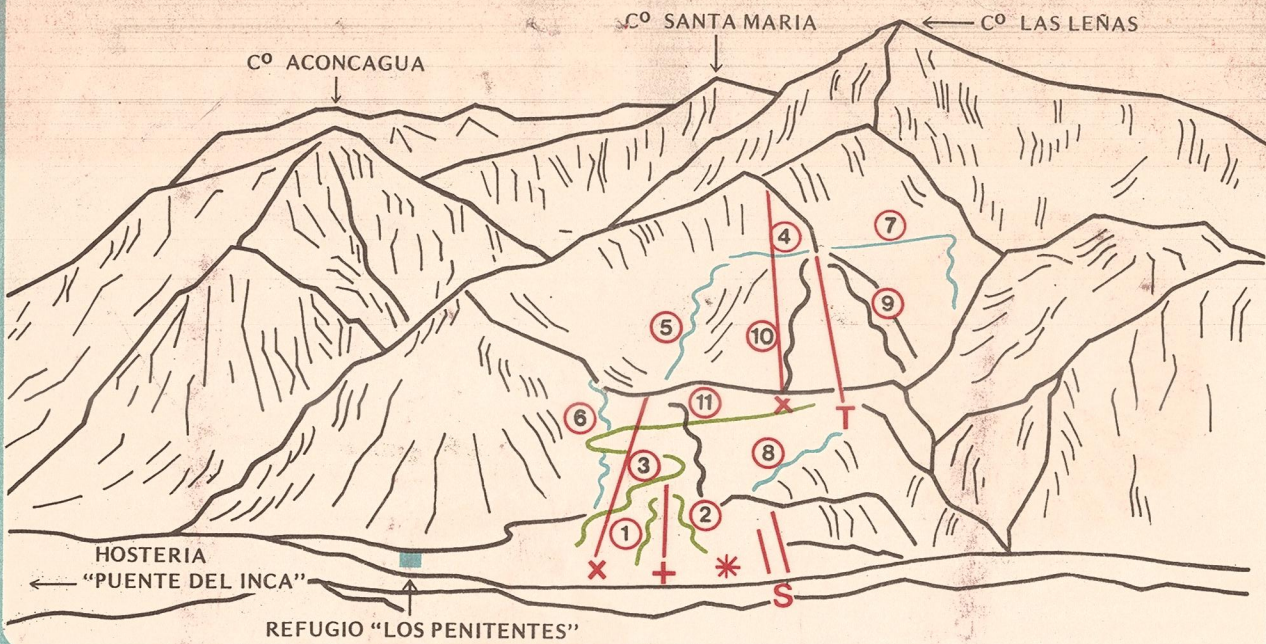 Cº SANTA MARIA
Cº LAS LEÑAS
Cº ACONCAGUA
7
4
9
5
10
11
6
8
3
2
1
X
T
X
+
*
S
HOSTERIA
"PUENTE DEL INCA"
REFUGIO "LOS PENITENTES"